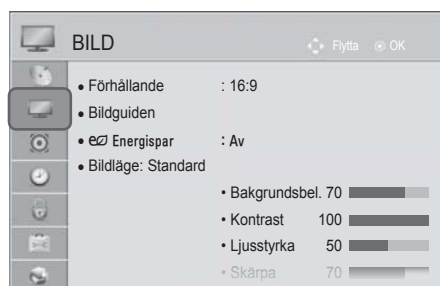 BILD
Flytta OK
• Förhållande : 16:9
• Bildguiden
• Energispar : Av
• Bildläge: Standard
• Bakgrundsbel. 70
• Kontrast 100
• Ljusstyrka 50
• Skärpa 70